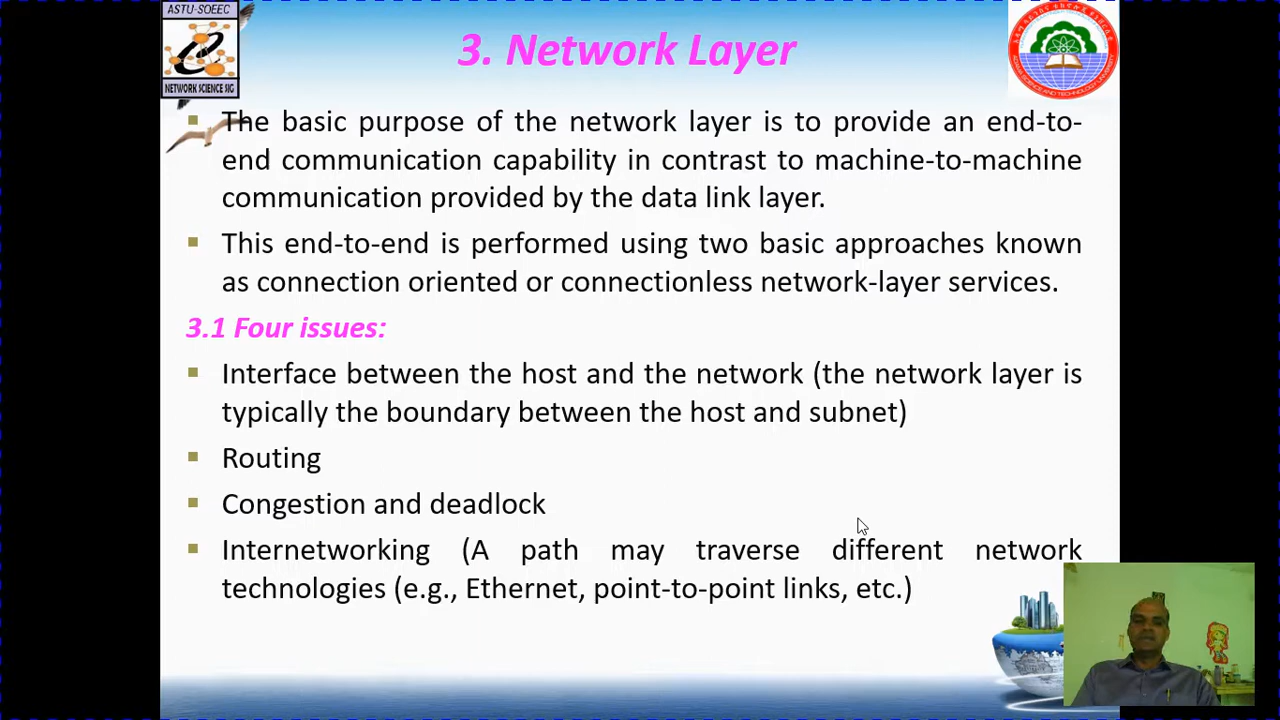 ASTU-SOEEC
NETWORK SCIENCE SIG
3. Network Layer
The basic purpose of the network layer is to provide an end-to-
end communication capability in contrast to machine-to-machine
communication provided by the data link layer.
This end-to-end is performed using two basic approaches known
as connection oriented or connectionless network-layer services.
3.1 Four issues:
Interface between the host and the network (the network layer is
typically the boundary between the host and subnet)
Routing
Congestion and deadlock
Internetworking (A path may traverse different network
technologies (e.g., Ethernet, point-to-point links, etc.)